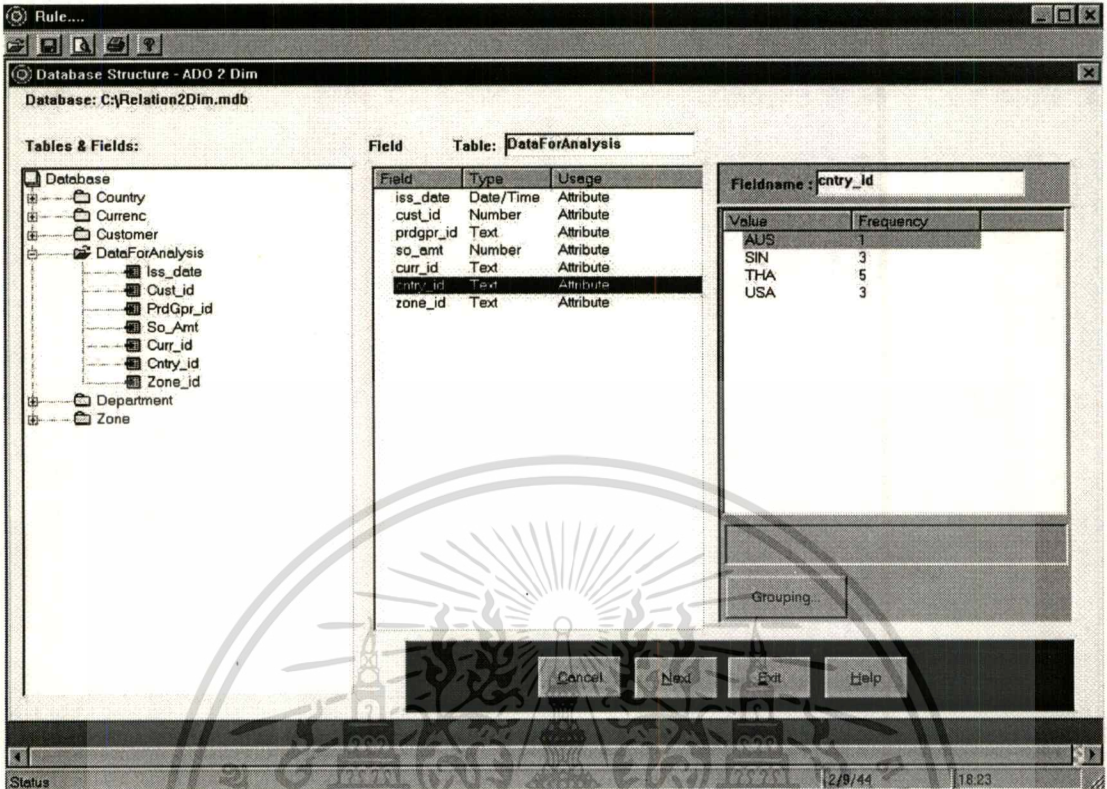 Rule....
Database Structure - ADO 2 Dim
Database: C:\Relation2Dim.mdb
Tables & Fields:
Database
Country
Currenc
Customer
DataForAnalysis
Iss_date
Cust_id
PrdGpr_id
So_Amt
Curr_id
Cntry_id
Zone_id
Department
Zone
Field Table: DataForAnalysis
Field Type Usage
iss_date Date/Time Attribute
cust_id Number Attribute
prdgpr_id Text Attribute
so_amt Number Attribute
curr_id Text Attribute
cntry_id Text Attribute
zone_id Text Attribute
Fieldname : cntry_id
Value Frequency
AUS 1
SIN 3
THA 5
USA 3
Grouping...
Cancel Next Exit Help
Status 2/9/44 18:23